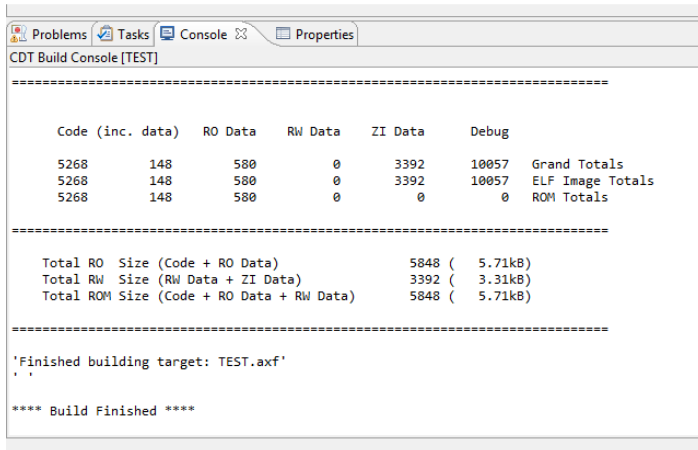 Problems Tasks Console Properties
CDT Build Console [TEST]
==============================================================================
Code (inc. data) RO Data RW Data ZI Data Debug
5268 148 580 0 3392 10057 Grand Totals
5268 148 580 0 3392 10057 ELF Image Totals
5268 148 580 0 0 0 ROM Totals
==============================================================================
Total RO Size (Code + RO Data) 5848 ( 5.71kB)
Total RW Size (RW Data + ZI Data) 3392 ( 3.31kB)
Total ROM Size (Code + RO Data + RW Data) 5848 ( 5.71kB)
==============================================================================
'Finished building target: TEST.axf'
' '
**** Build Finished ****